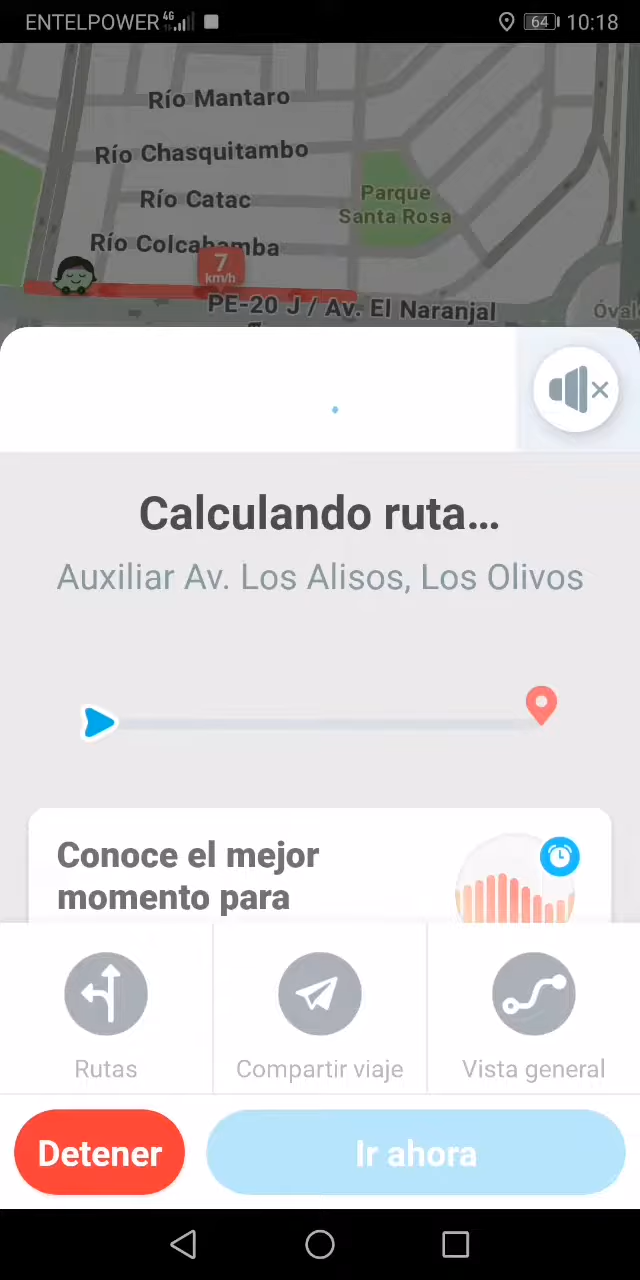 ENTELPOWER 4G 64 10:18
Río Mantaro
Río Chasquitambo
Río Catac
Parque
Santa Rosa
Río Colcabamba
7
km/h
PE-20 J / Av. El Naranjal
Óval
Calculando ruta...
Auxiliar Av. Los Alisos, Los Olivos
Conoce el mejor
momento para
Rutas
Compartir viaje
Vista general
Detener
Ir ahora